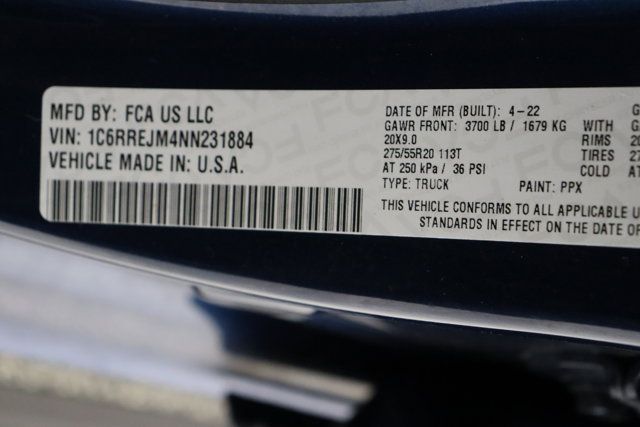 MFD BY: FCA US LLC
VIN: 1C6RREJM4NN231884
VEHICLE MADE IN: U.S.A.
DATE OF MFR (BUILT): 4-22
GAWR FRONT: 3700 LB / 1679 KG WITH
20X9.0 RIMS
275/55R20 113T TIRES
AT 250 kPa / 36 PSI COLD
TYPE: TRUCK PAINT: PPX
THIS VEHICLE CONFORMS TO ALL APPLICABLE
STANDARDS IN EFFECT ON THE DATE OF